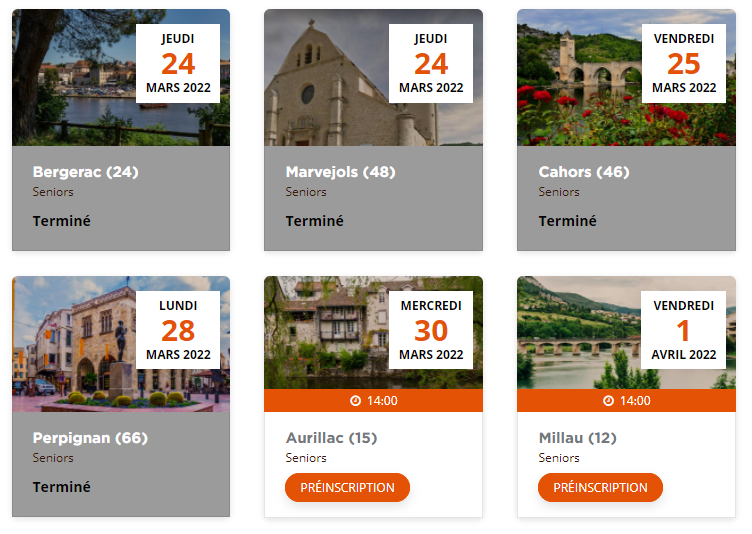 JEUDI
24
MARS 2022
Bergerac (24)
Seniors
Terminé
JEUDI
24
MARS 2022
Marvejols (48)
Seniors
Terminé
VENDREDI
25
MARS 2022
Cahors (46)
Seniors
Terminé
LUNDI
28
MARS 2022
Perpignan (66)
Seniors
Terminé
MERCREDI
30
MARS 2022
14:00
Aurillac (15)
Seniors
PRÉINSCRIPTION
VENDREDI
1
AVRIL 2022
14:00
Millau (12)
Seniors
PRÉINSCRIPTION